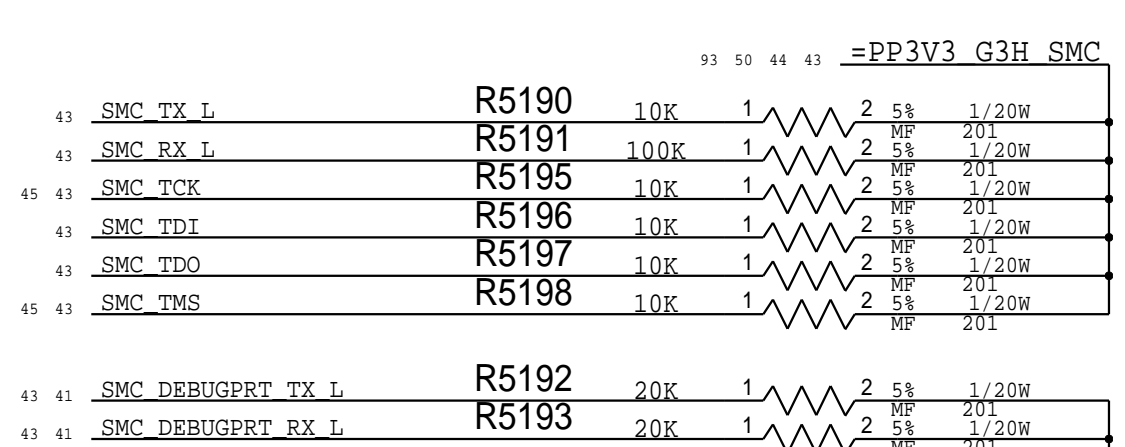 93 50 44 43 =PP3V3_G3H_SMC
43 SMC_TX_L R5190 10K 1 2 5% 1/20W
MF 201
43 SMC_RX_L R5191 100K 1 2 5% 1/20W
MF 201
45 43 SMC_TCK R5195 10K 1 2 5% 1/20W
MF 201
43 SMC_TDI R5196 10K 1 2 5% 1/20W
MF 201
43 SMC_TDO R5197 10K 1 2 5% 1/20W
MF 201
45 43 SMC_TMS R5198 10K 1 2 5% 1/20W
MF 201
43 41 SMC_DEBUGPRT_TX_L R5192 20K 1 2 5% 1/20W
MF 201
43 41 SMC_DEBUGPRT_RX_L R5193 20K 1 2 5% 1/20W
MF 201